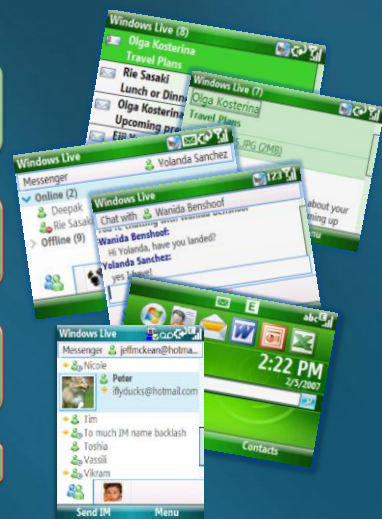 Windows Live (8)
Olga Kosterina
Travel Plans
Rie Sasaki
Lunch or Dinn
Olga Kosterina
Upcoming pre
Windows Live (7)
Olga Kosterina
Travel Plans
.JPG (2MB)
about your
ming up
Windows Live
Messenger
Yolanda Sanchez
Online (2)
Deepak
Rie Sasak
Offline (9)
Windows Live
123
Chat with Wanida Benshoof
Wanida Benshoof:
Hi Yolanda, have you landed?
Yolanda Sanchez:
yes I have!
E
abc
2:22 PM
2/5/2007
Contacts
Windows Live
Messenger jeffmckean@hotma...
Nicole
Peter
iflyducks@hotmail.com
Tim
To much IM name backlash
Toshia
Vassili
Vikram
Send IM Menu